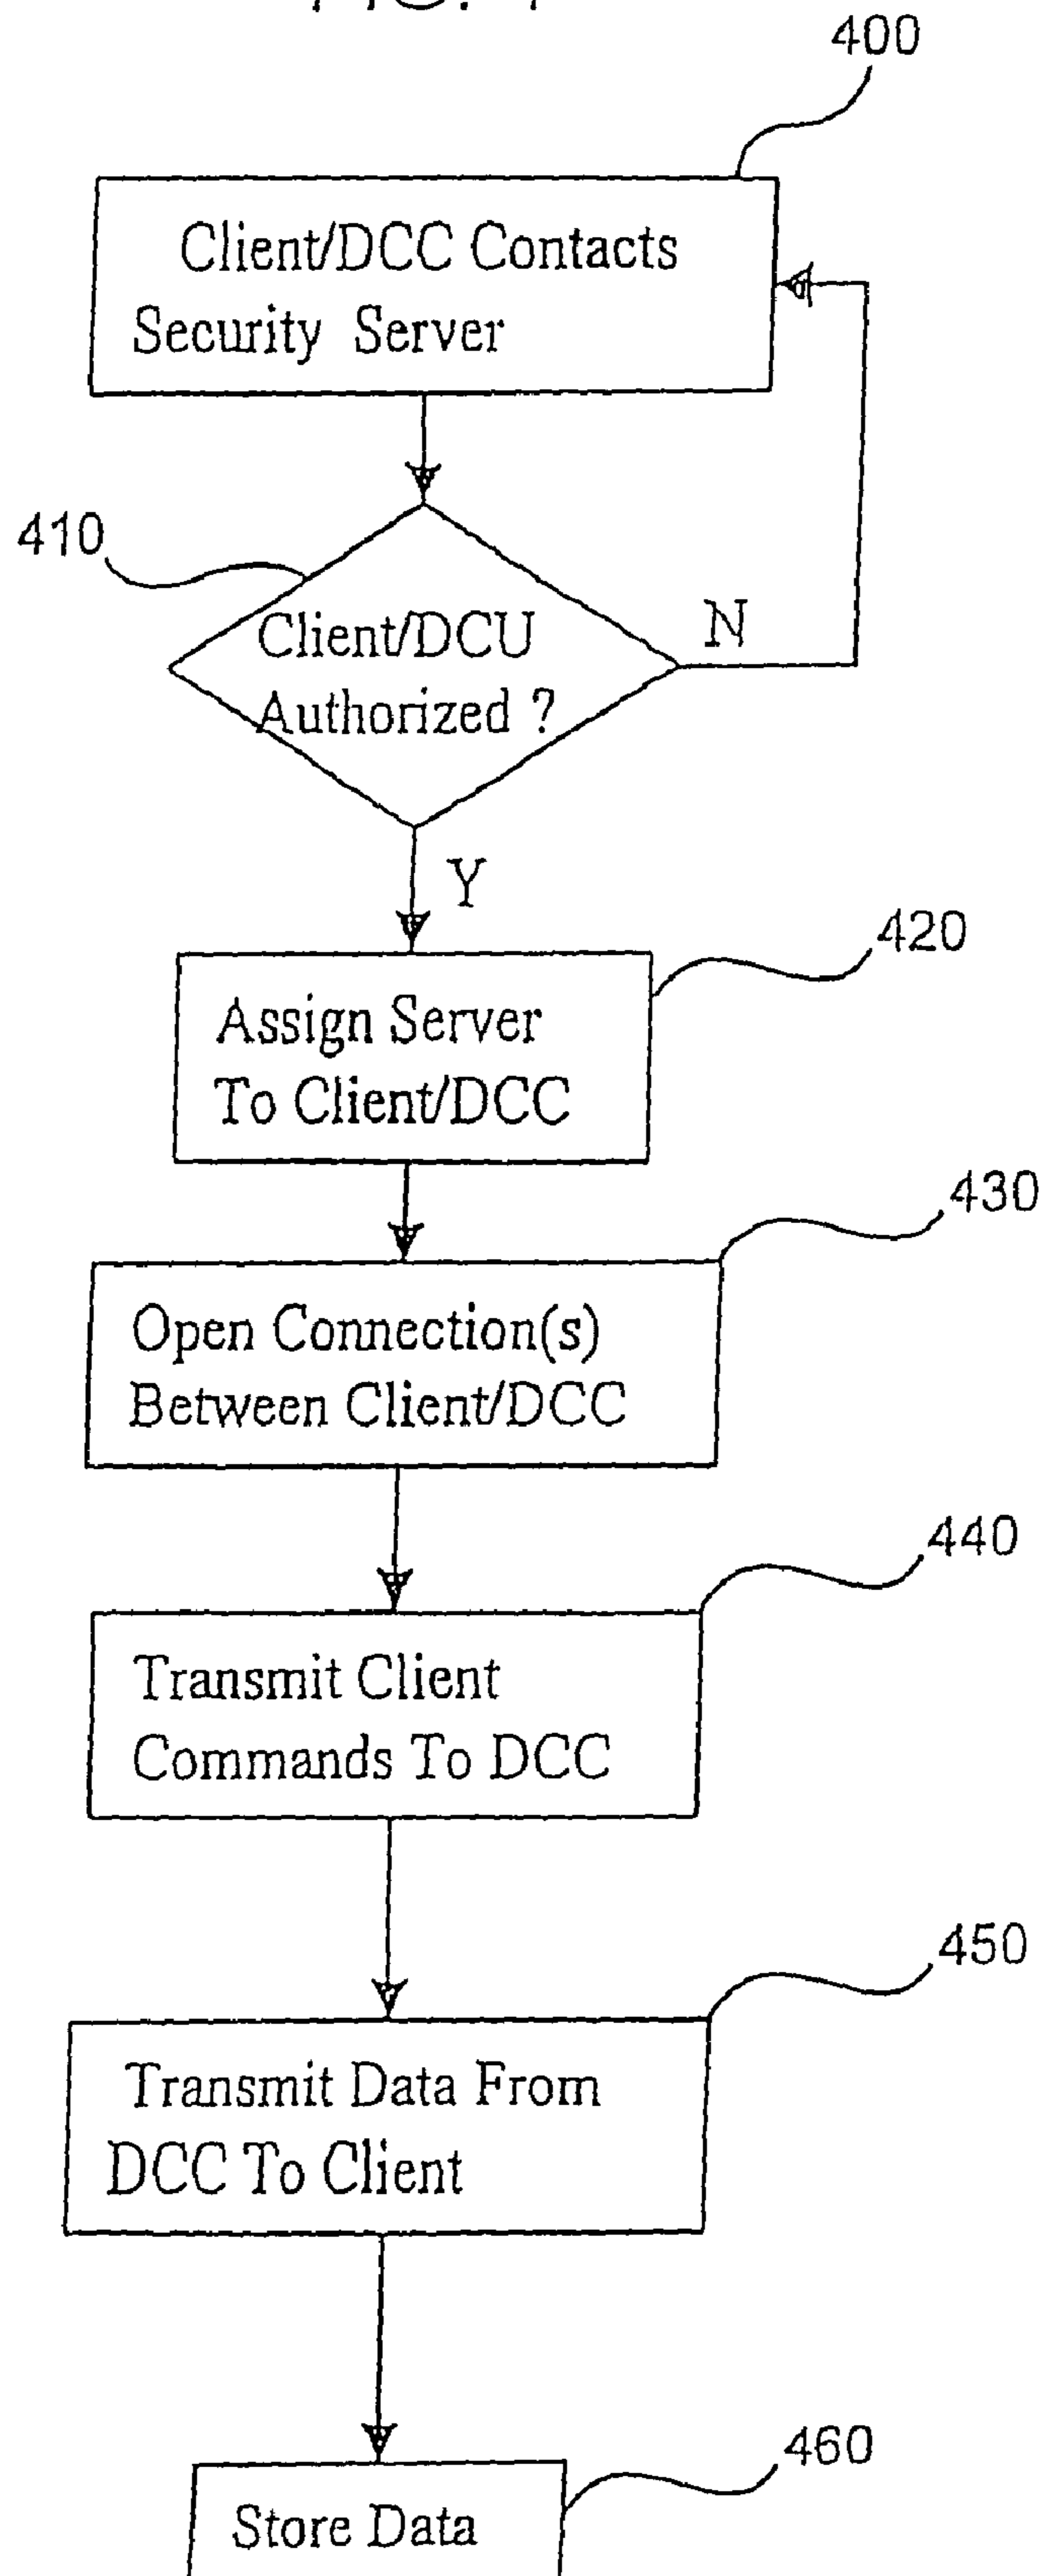 400
Client/DCC Contacts
Security Server
410
Client/DCU
Authorized ?
N
Y
420
Assign Server
To Client/DCC
430
Open Connection(s)
Between Client/DCC
440
Transmit Client
Commands To DCC
450
Transmit Data From
DCC To Client
460
Store Data